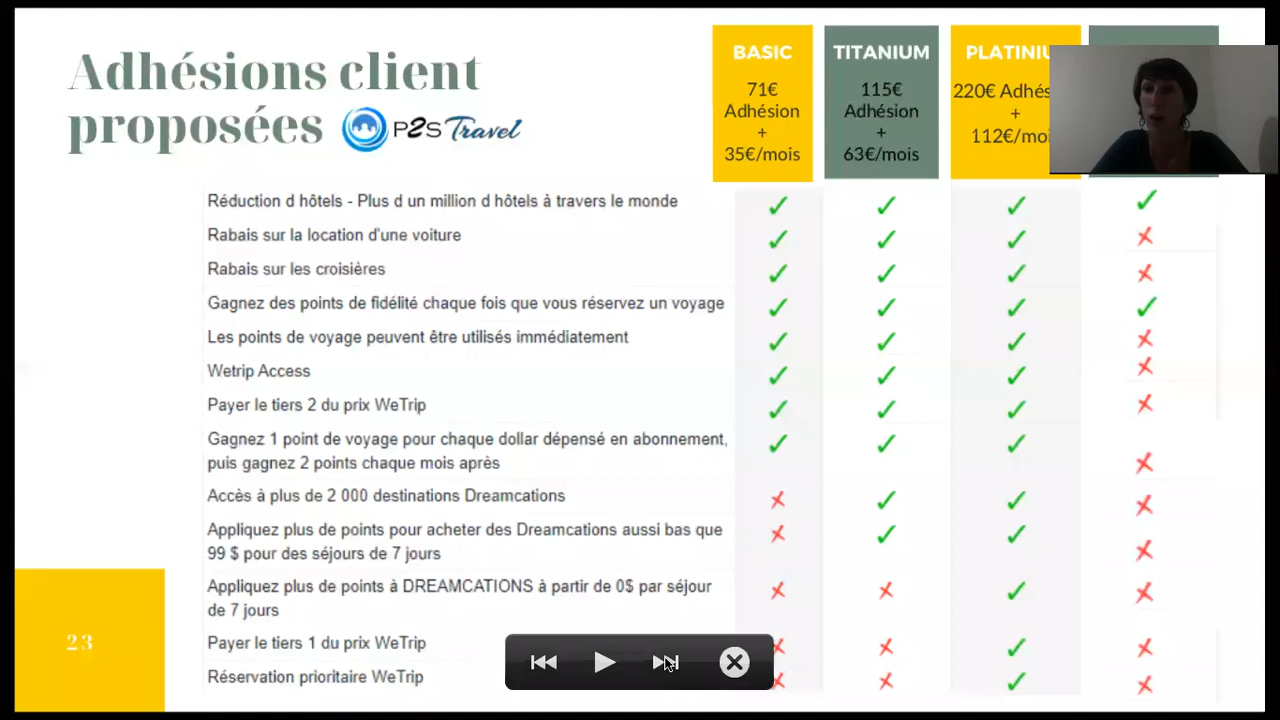 Adhésions client
proposées
P2S Travel
BASIC
71€
Adhésion
+
35€/mois
TITANIUM
115€
Adhésion
+
63€/mois
220€
+
Réduction d hôtels - Plus d un million d hôtels à travers le monde
Rabais sur la location d'une voiture
Rabais sur les croisières
Gagnez des points de fidélité chaque fois que vous réservez un voyage
Les points de voyage peuvent être utilisés immédiatement
Wetrip Access
Payer le tiers 2 du prix WeTrip
Gagnez 1 point de voyage pour chaque dollar dépensé en abonnement,
puis gagnez 2 points chaque mois après
Accès à plus de 2 000 destinations Dreamcations
Appliquez plus de points pour acheter des Dreamcations aussi bas que
99 $ pour des séjours de 7 jours
Appliquez plus de points à DREAMCATIONS à partir de 0$ par séjour
de 7 jours
Payer le tiers 1 du prix WeTrip
Réservation prioritaire WeTrip
23